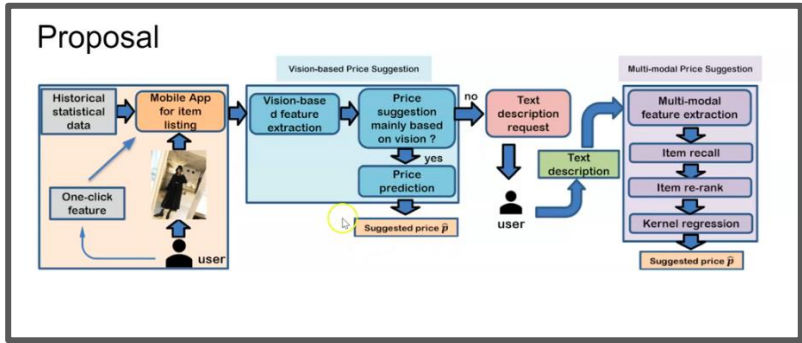 Proposal
Vision-based Price Suggestion
Multi-modal Price Suggestion
Historical
statistical
data
Mobile App
for item
listing
One-click
feature
user
Vision-base
d feature
extraction
Price
suggestion
mainly based
on vision ?
yes
no
Price
prediction
Suggested price p̂
Text
description
request
user
Text
description
Multi-modal
feature extraction
Item recall
Item re-rank
Kernel regression
Suggested price p̂